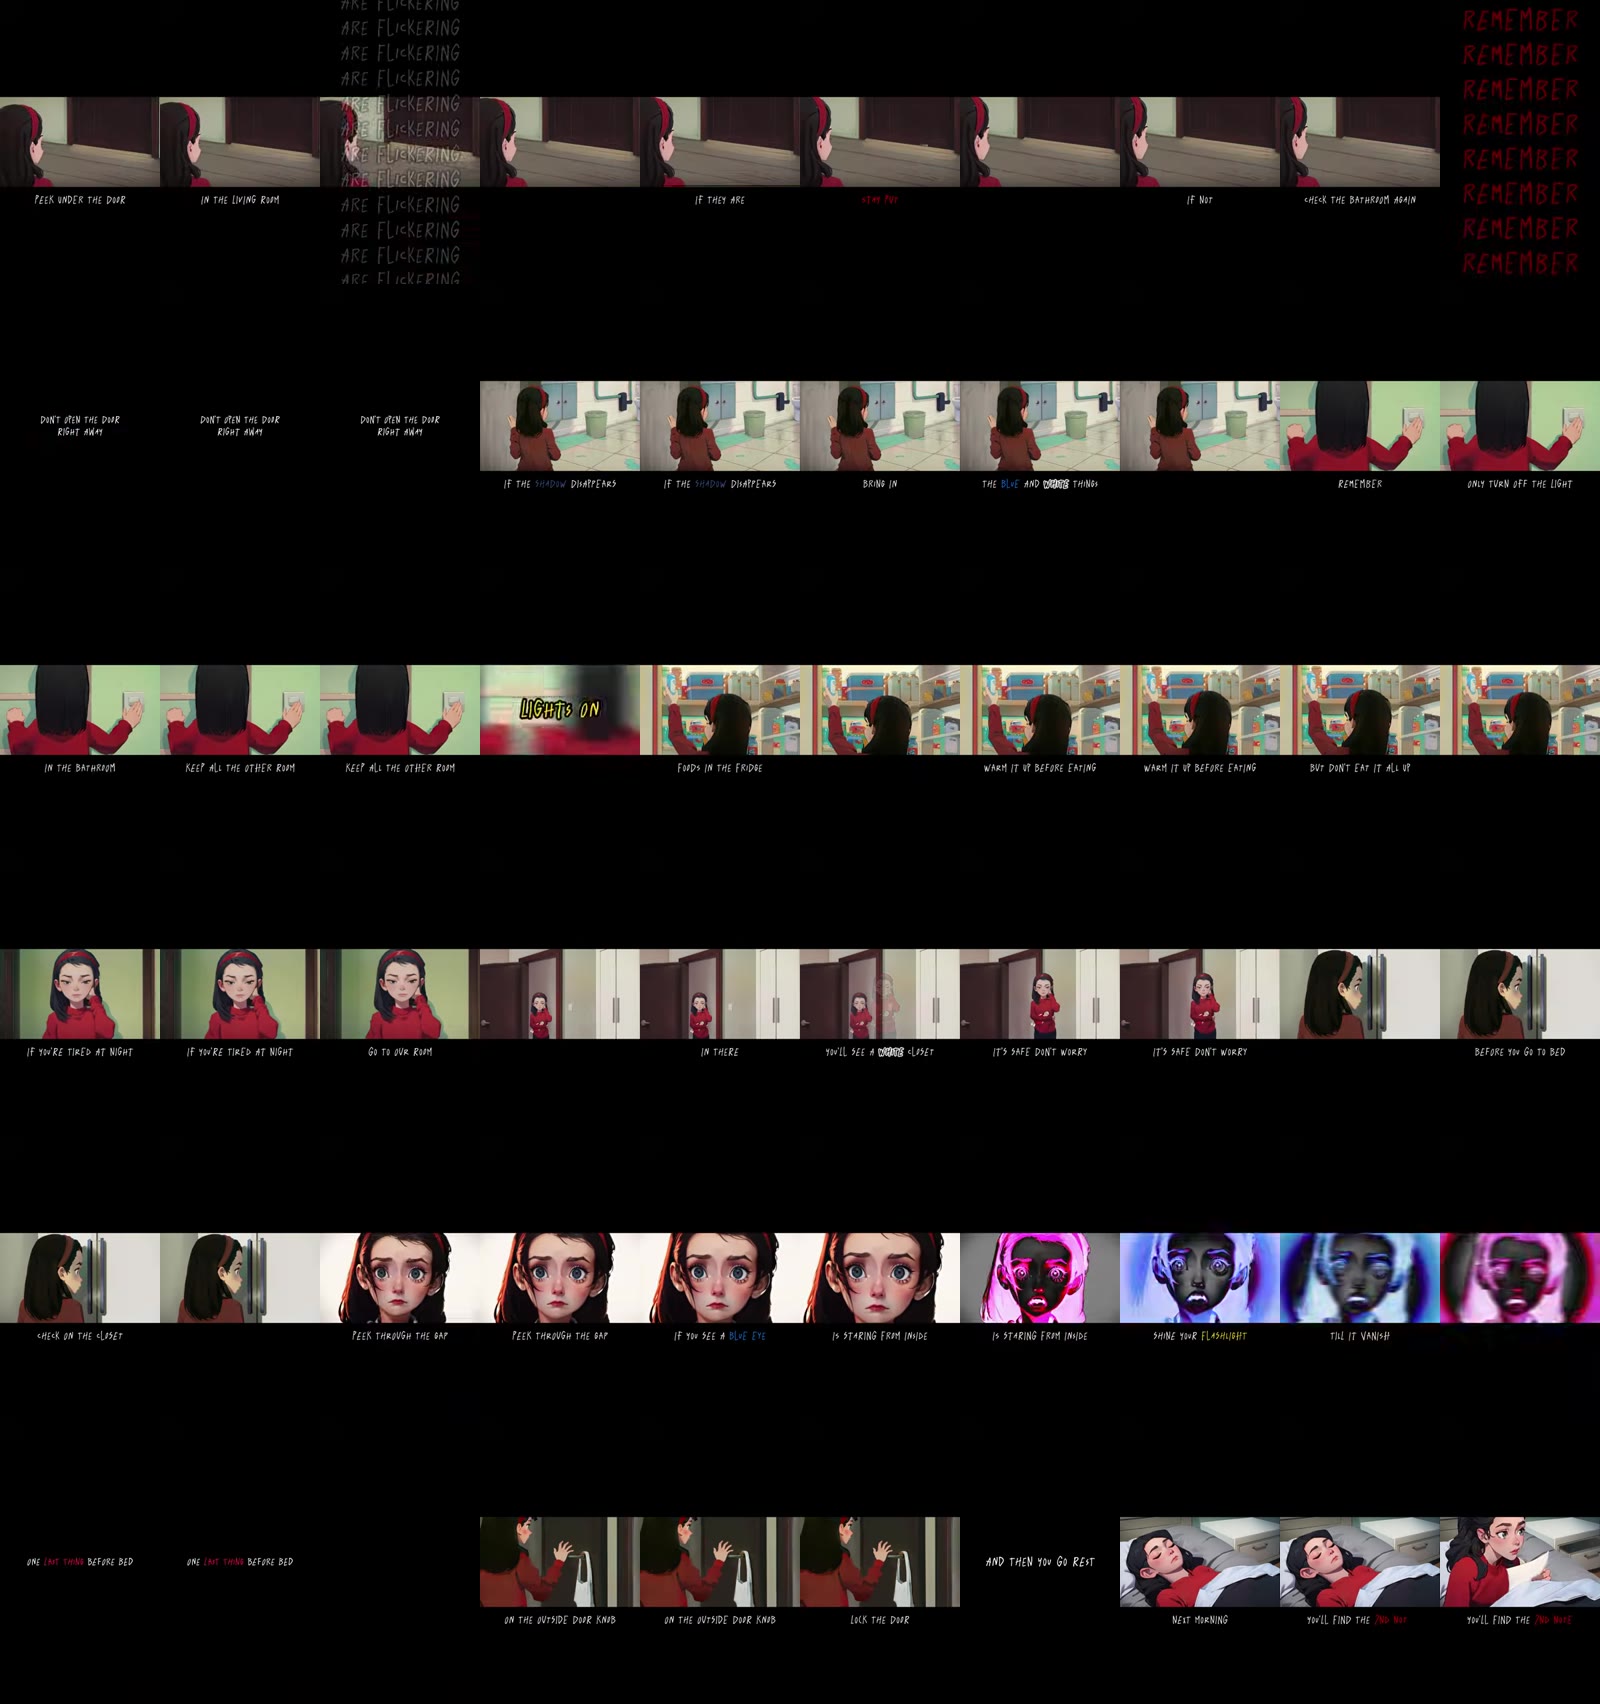 ARE FLICKERING
ARE FLICKERING
ARE FLICKERING
ARE FLICKERING
ARE FLICKERING
ARE FLICKERING
ARE FLICKERING
ARE FLICKERING
ARE FLICKERING
ARE FLICKERING
ARE FLICKERING
ARE FLICKERING
REMEMBER
REMEMBER
REMEMBER
REMEMBER
REMEMBER
REMEMBER
REMEMBER
REMEMBER
PEEK UNDER THE DOOR
IN THE LIVING ROOM
IF THEY ARE
STAY PUT
IF NOT
CHECK THE BATHROOM AGAIN
DON'T OPEN THE DOOR
RIGHT AWAY
DON'T OPEN THE DOOR
RIGHT AWAY
DON'T OPEN THE DOOR
RIGHT AWAY
IF THE SHADOW DISAPPEARS
IF THE SHADOW DISAPPEARS
BRING IN
THE BLUE AND WHITE THINGS
REMEMBER
ONLY TURN OFF THE LIGHT
IN THE BATHROOM
KEEP ALL THE OTHER ROOM
KEEP ALL THE OTHER ROOM
LIGHTS ON
FOODS IN THE FRIDGE
WARM IT UP BEFORE EATING
WARM IT UP BEFORE EATING
BUT DON'T EAT IT ALL UP
IF YOU'RE TIRED AT NIGHT
IF YOU'RE TIRED AT NIGHT
GO TO OUR ROOM
IN THERE
YOU'LL SEE A WHITE CLOSET
IT'S SAFE DON'T WORRY
IT'S SAFE DON'T WORRY
BEFORE YOU GO TO BED
CHECK ON THE CLOSET
PEEK THROUGH THE GAP
PEEK THROUGH THE GAP
IF YOU SEE A BLUE EYE
IS STARING FROM INSIDE
IS STARING FROM INSIDE
SHINE YOUR FLASHLIGHT
TILL IT VANISH
ONE LAST THING BEFORE BED
ONE LAST THING BEFORE BED
ON THE OUTSIDE DOOR KNOB
ON THE OUTSIDE DOOR KNOB
LOCK THE DOOR
AND THEN YOU GO REST
NEXT MORNING
YOU'LL FIND THE 2ND NOT
YOU'LL FIND THE 2ND NOTE